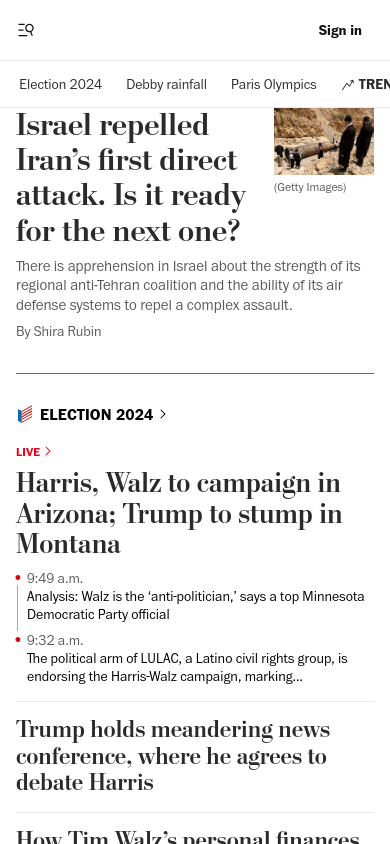 Sign in
Election 2024
Debby rainfall
Paris Olympics
TREN
Israel repelled
Iran’s first direct
attack. Is it ready
for the next one?
(Getty Images)
There is apprehension in Israel about the strength of its
regional anti-Tehran coalition and the ability of its air
defense systems to repel a complex assault.
By Shira Rubin
ELECTION 2024
LIVE
Harris, Walz to campaign in
Arizona; Trump to stump in
Montana
9:49 a.m.
Analysis: Walz is the ‘anti-politician,’ says a top Minnesota
Democratic Party official
9:32 a.m.
The political arm of LULAC, a Latino civil rights group, is
endorsing the Harris-Walz campaign, marking...
Trump holds meandering news
conference, where he agrees to
debate Harris
How Tim Walz’s personal finances